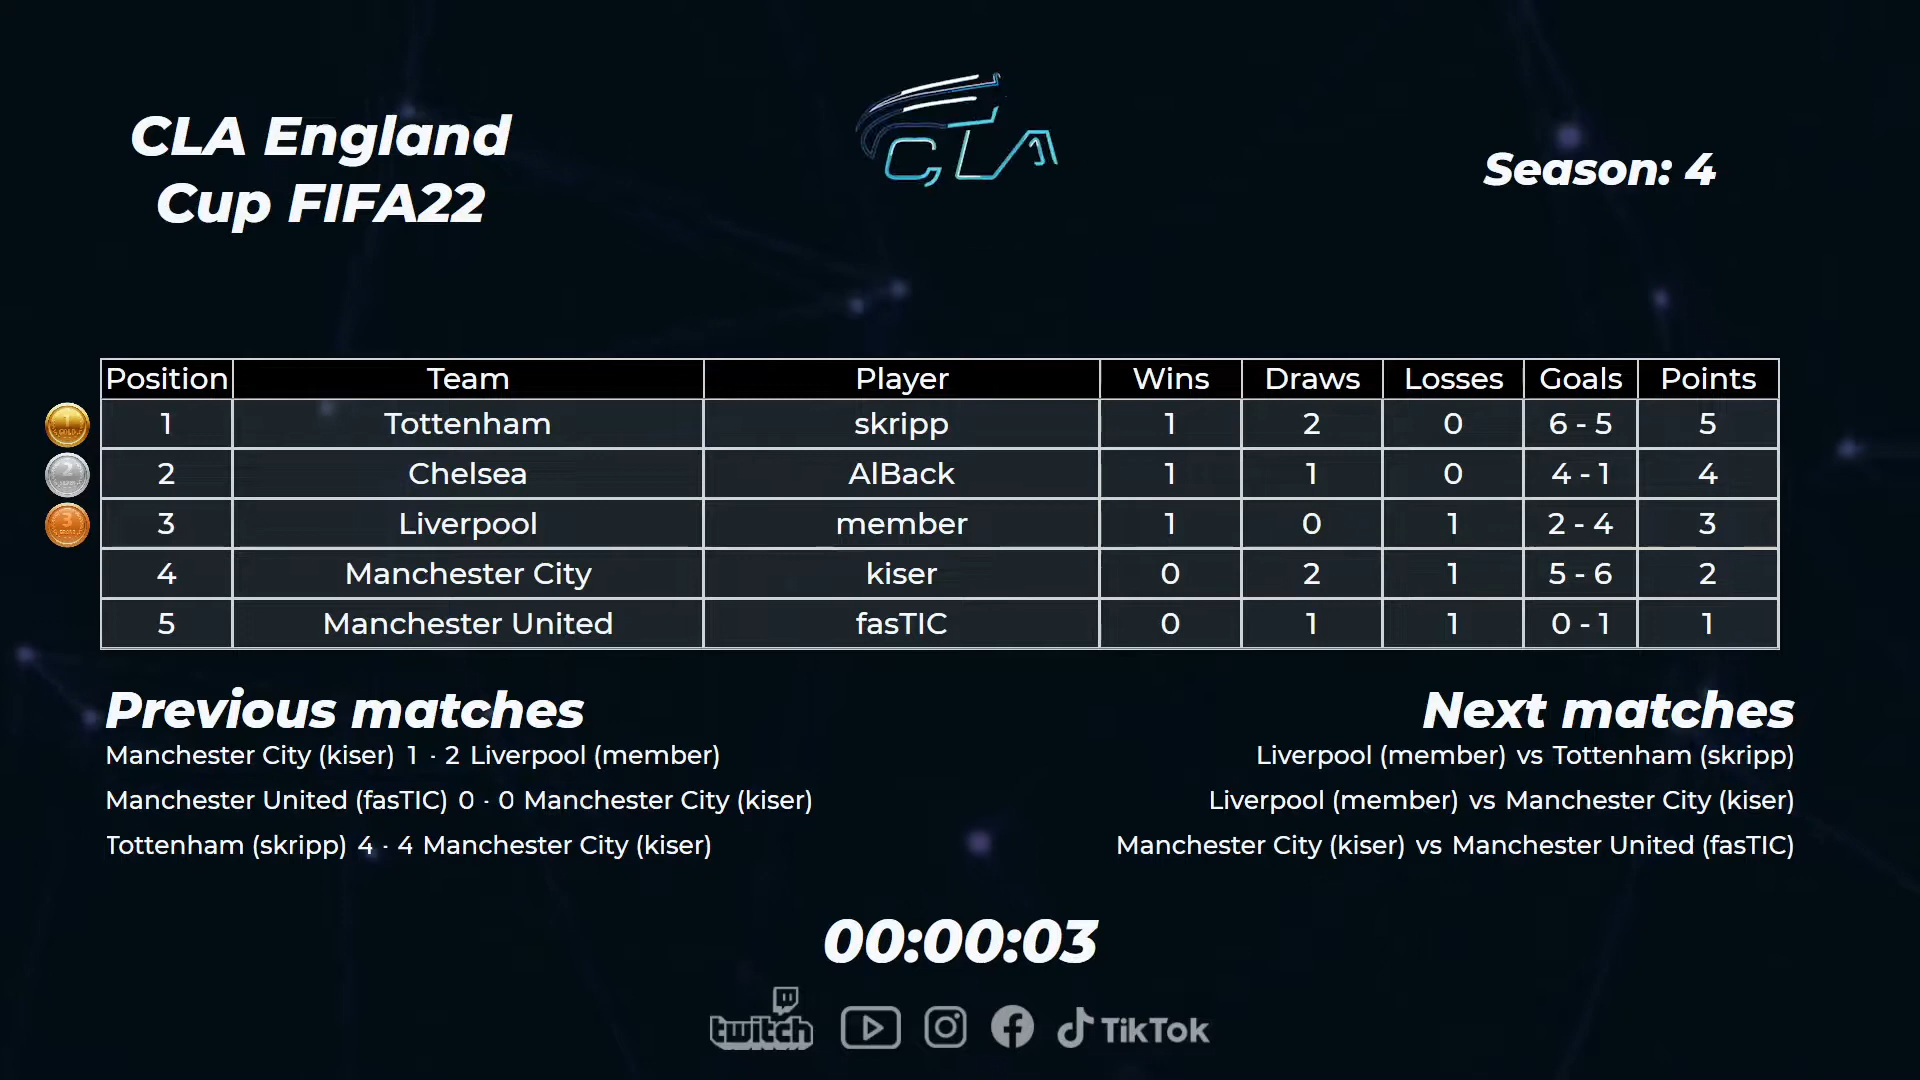 CLA England
Cup FIFA22
CLA
Season: 4
Position Team Player Wins Draws Losses Goals Points
1 Tottenham skripp 1 2 0 6 - 5 5
2 Chelsea AlBack 1 1 0 4 - 1 4
3 Liverpool member 1 0 1 2 - 4 3
4 Manchester City kiser 0 2 1 5 - 6 2
5 Manchester United fasTIC 0 1 1 0 - 1 1
Previous matches
Manchester City (kiser) 1 - 2 Liverpool (member)
Manchester United (fasTIC) 0 - 0 Manchester City (kiser)
Tottenham (skripp) 4 - 4 Manchester City (kiser)
Next matches
Liverpool (member) vs Tottenham (skripp)
Liverpool (member) vs Manchester City (kiser)
Manchester City (kiser) vs Manchester United (fasTIC)
00:00:03
twitch
TikTok